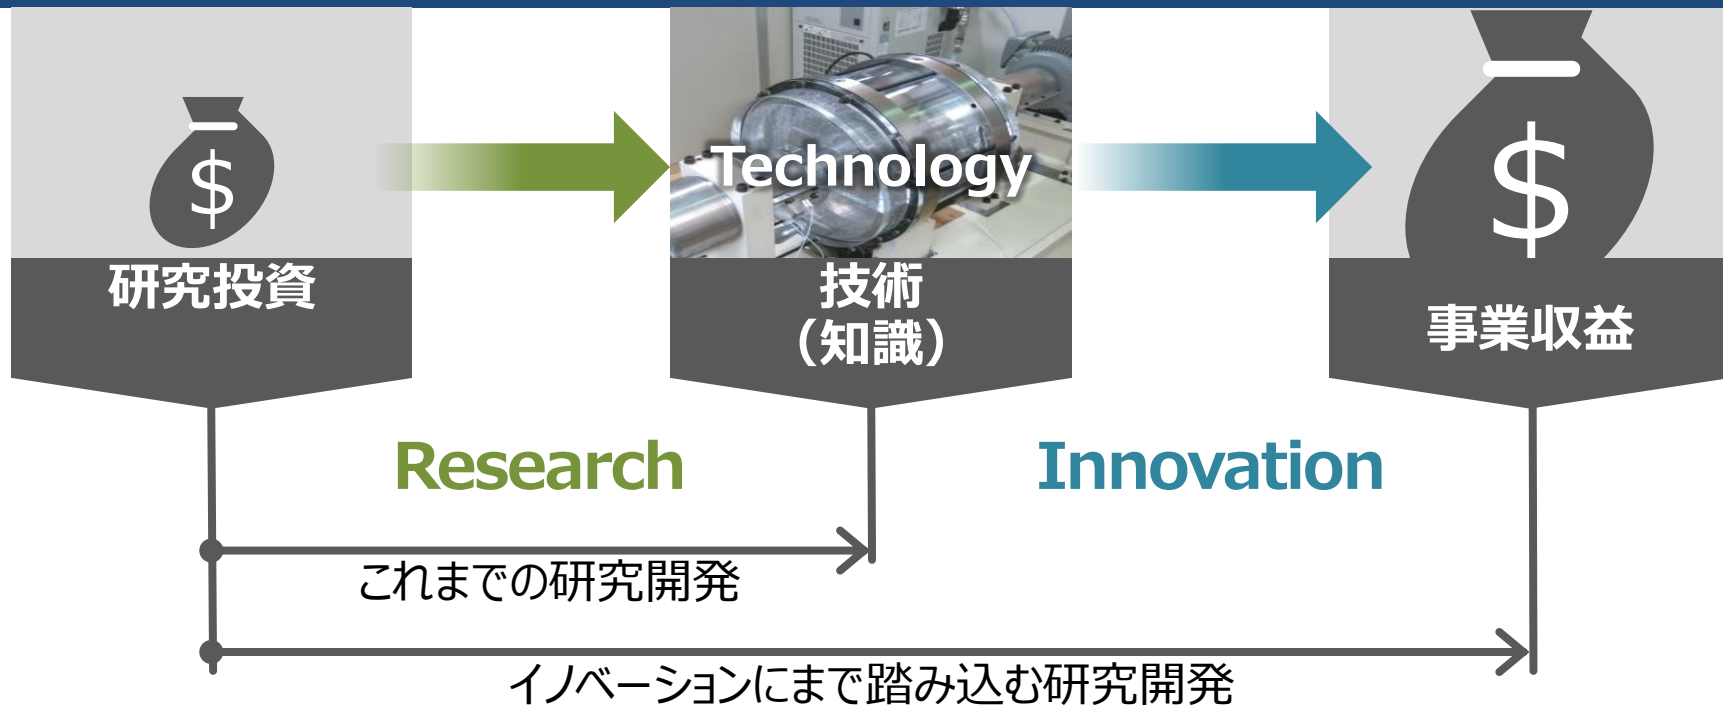 $
Technology
$
研究投資
技術
（知識）
事業収益
Research
Innovation
これまでの研究開発
イノベーションにまで踏み込む研究開発